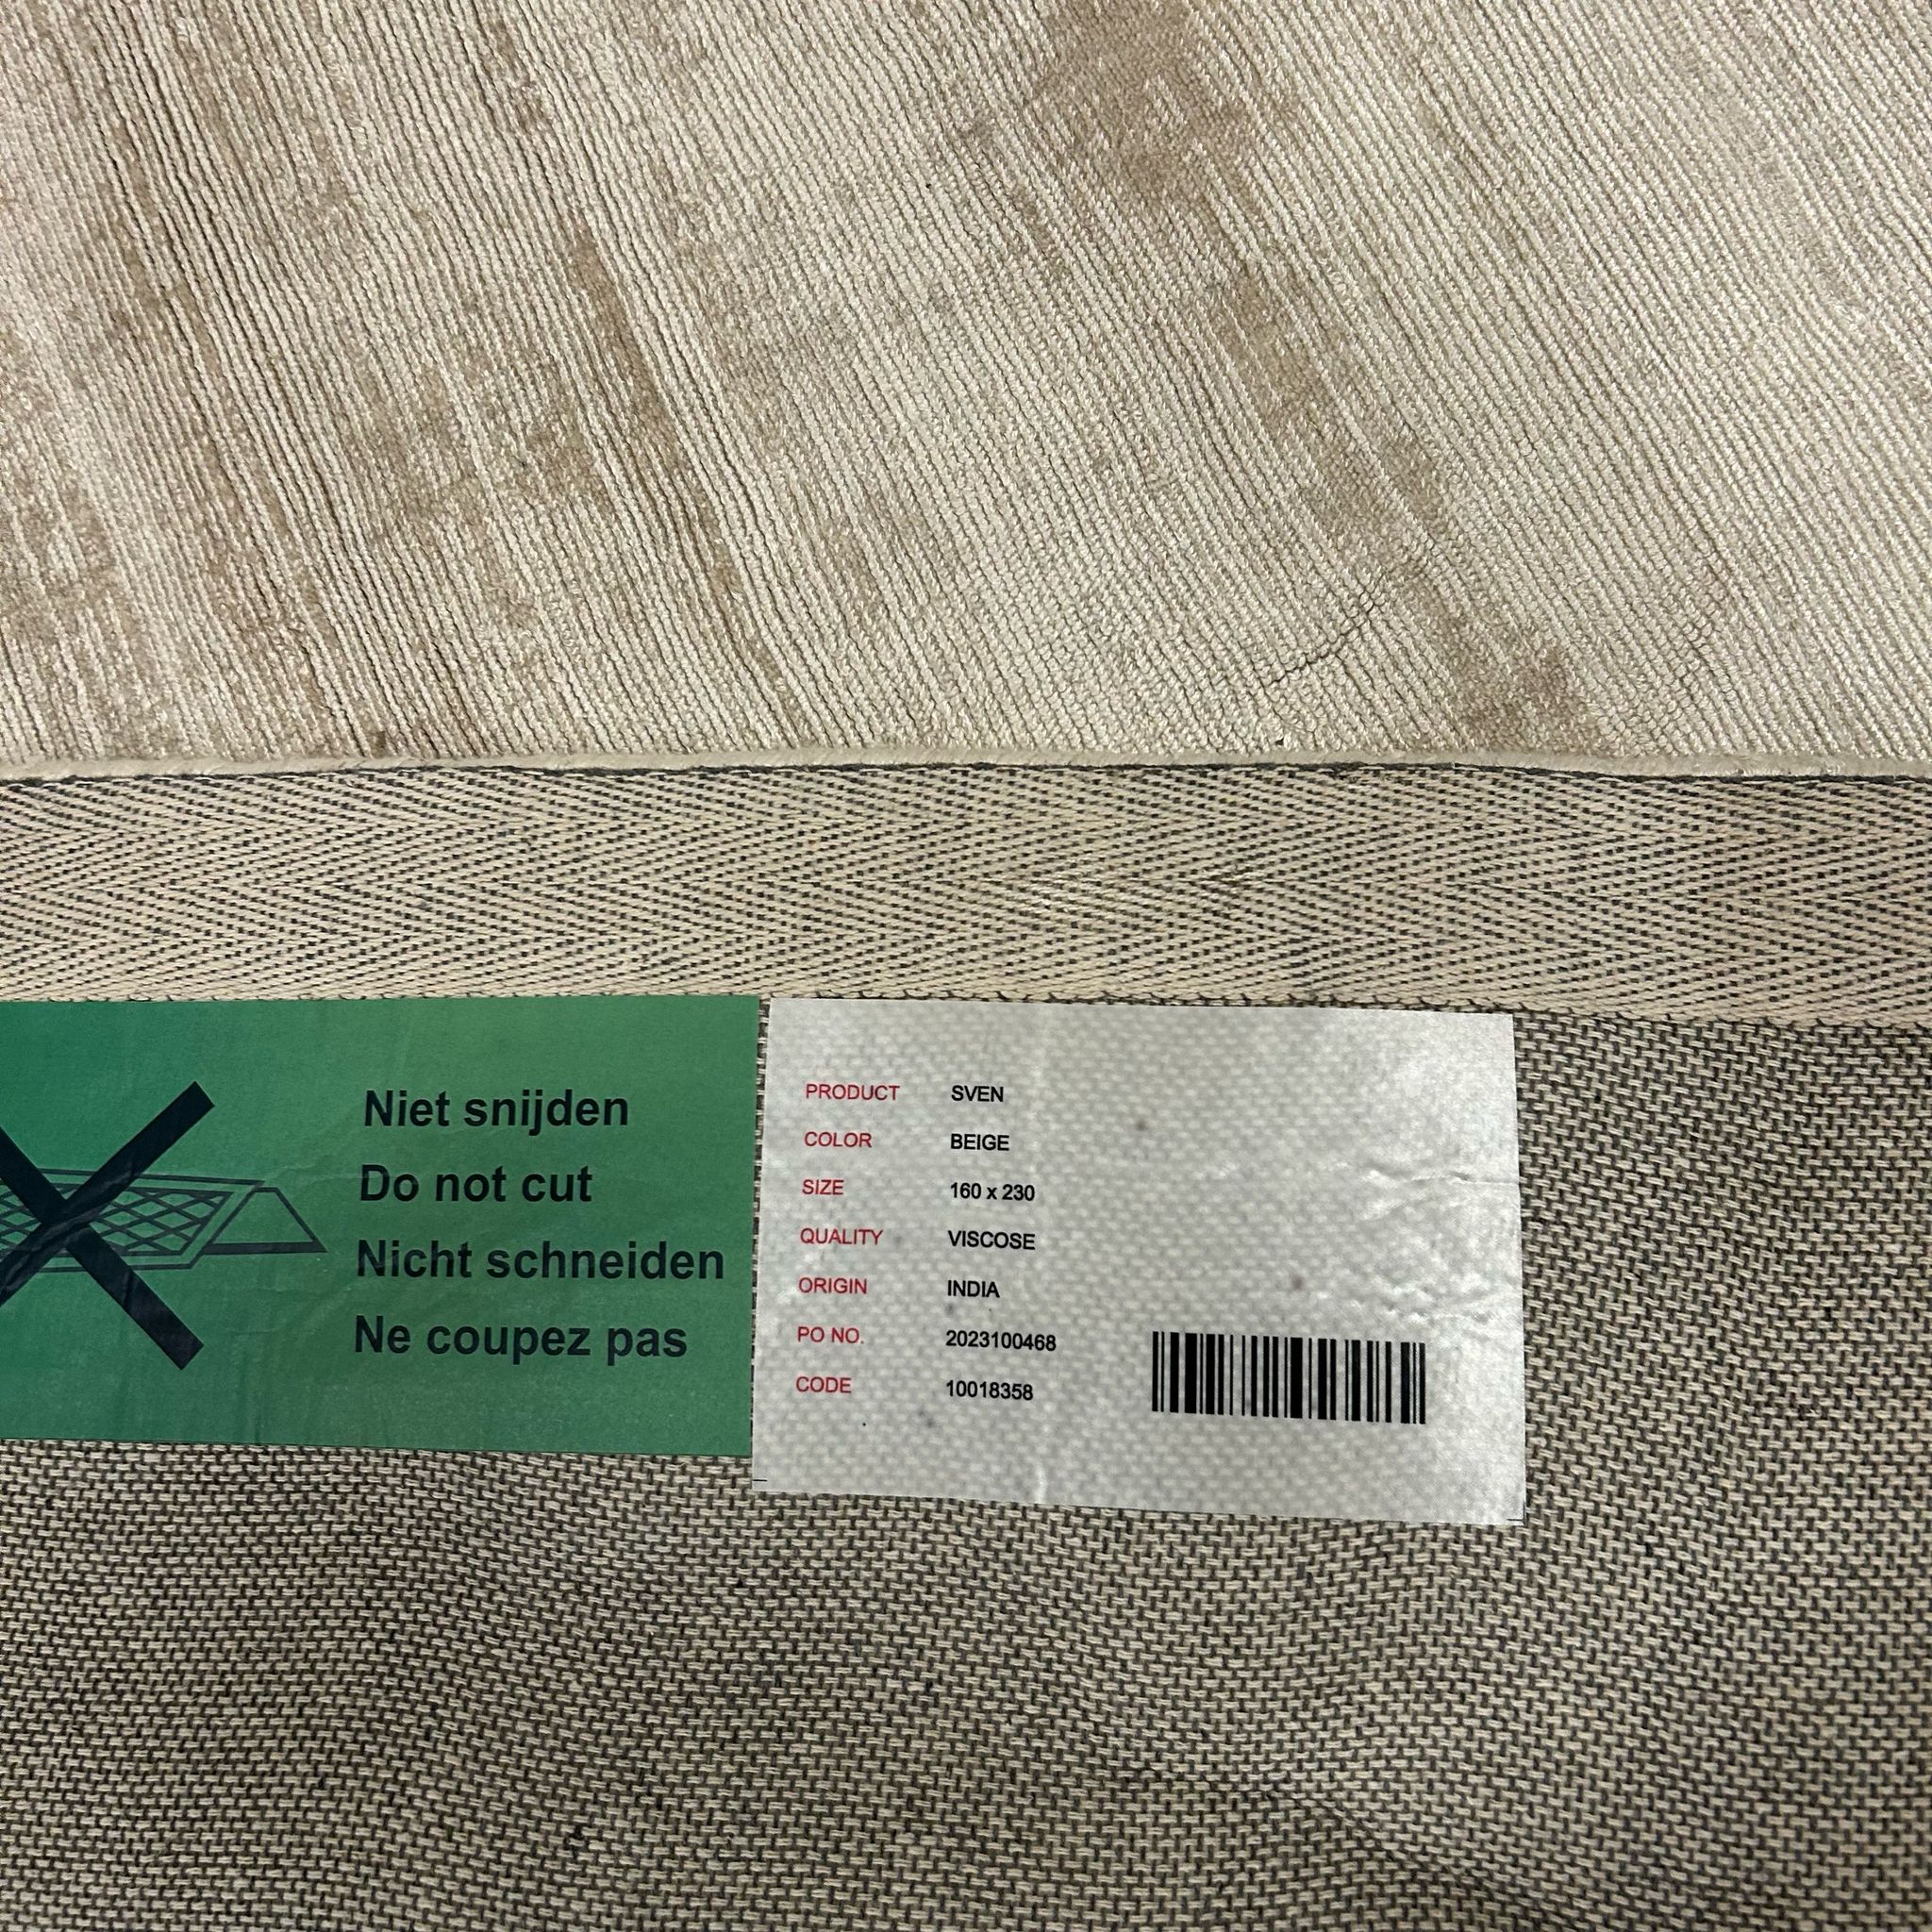 Niet snijden
Do not cut
Nicht schneiden
Ne coupez pas
PRODUCT SVEN
COLOR BEIGE
SIZE 160 x 230
QUALITY VISCOSE
ORIGIN INDIA
PO NO. 2023100468
CODE 10018358